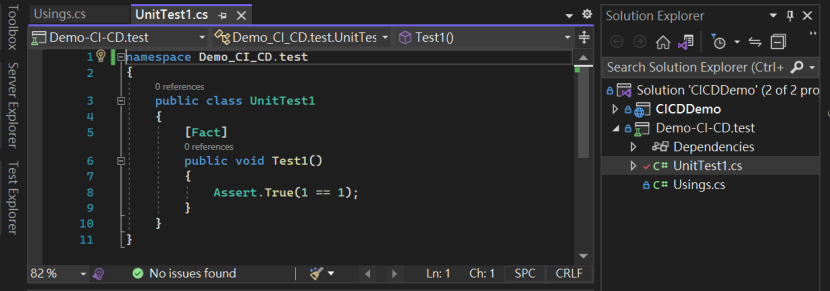 Toolbox
Server Explorer
Test Explorer
Usings.cs
UnitTest1.cs
Demo-CI-CD.test
Demo_CI_CD.test.UnitTes
Test1()
1 namespace Demo_CI_CD.test
2 {
0 references
3 public class UnitTest1
4 {
5 [Fact]
0 references
6 public void Test1()
7 {
8 Assert.True(1 == 1);
9 }
10 }
11 }
82 %
No issues found
Ln: 1
Ch: 1
SPC
CRLF
Solution Explorer
Search Solution Explorer (Ctrl+
Solution 'CICDDemo' (2 of 2 pro
CICDDemo
Demo-CI-CD.test
Dependencies
C# UnitTest1.cs
C# Usings.cs